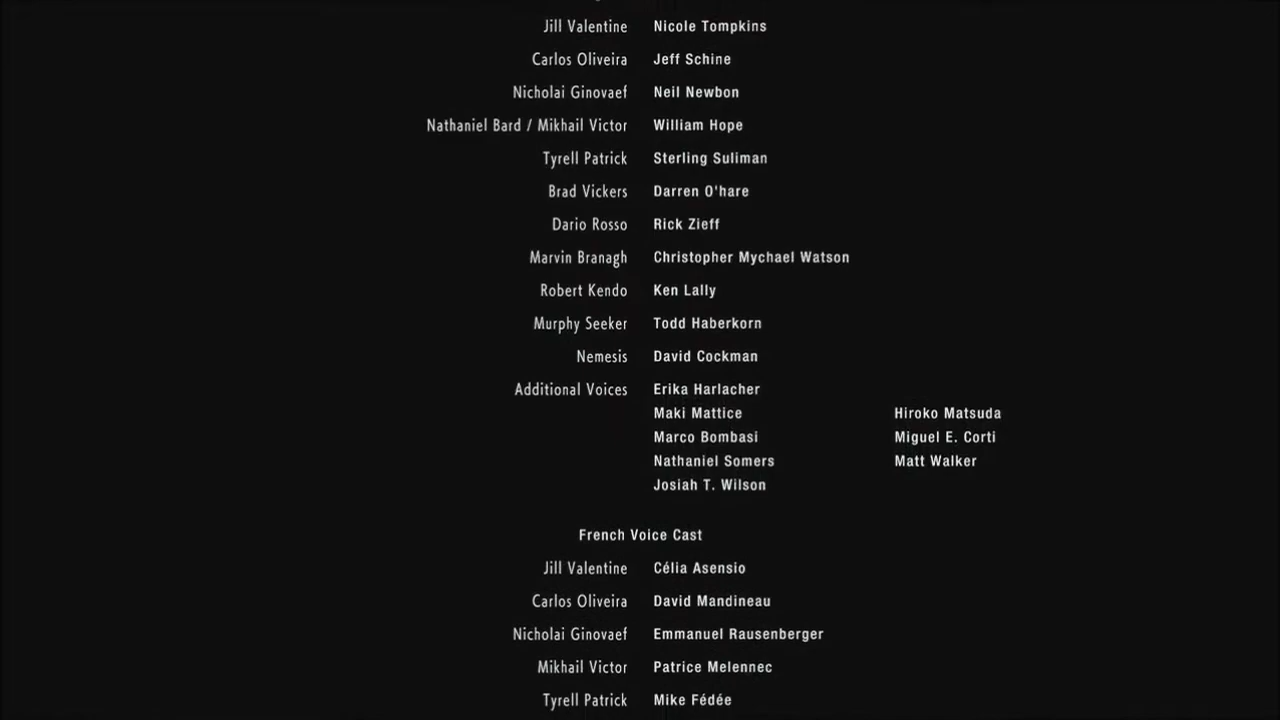 Jill Valentine Nicole Tompkins
Carlos Oliveira Jeff Schine
Nicholai Ginovaef Neil Newbon
Nathaniel Bard / Mikhail Victor William Hope
Tyrell Patrick Sterling Suliman
Brad Vickers Darren O'hare
Dario Rosso Rick Zieff
Marvin Branagh Christopher Mychael Watson
Robert Kendo Ken Lally
Murphy Seeker Todd Haberkorn
Nemesis David Cockman
Additional Voices Erika Harlacher
Maki Mattice Hiroko Matsuda
Marco Bombasi Miguel E. Corti
Nathaniel Somers Matt Walker
Josiah T. Wilson
French Voice Cast
Jill Valentine Célia Asensio
Carlos Oliveira David Mandineau
Nicholai Ginovaef Emmanuel Rausenberger
Mikhail Victor Patrice Melennec
Tyrell Patrick Mike Fédée